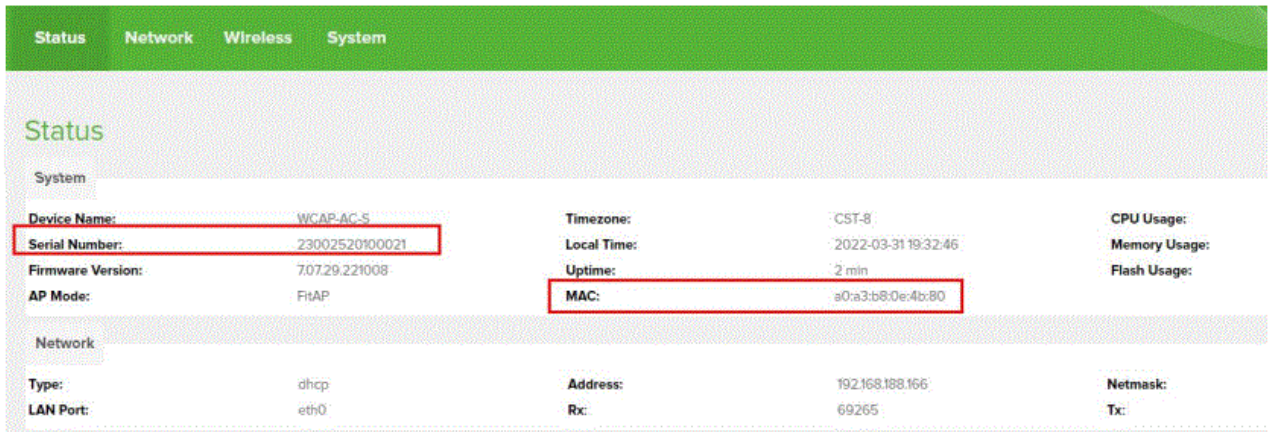 Status Network Wireless System
Status
System
Device Name: WCAP-AC-S Timezone: CST-8 CPU Usage:
Serial Number: 23002520100021 Local Time: 2022-03-31 19:32:46 Memory Usage:
Firmware Version: 7.07.29.221008 Uptime: 2 min Flash Usage:
AP Mode: FitAP MAC: a0:a3:b8:0e:4b:80
Network
Type: dhcp Address: 192.168.188.166 Netmask:
LAN Port: eth0 Rx: 69265 Tx: